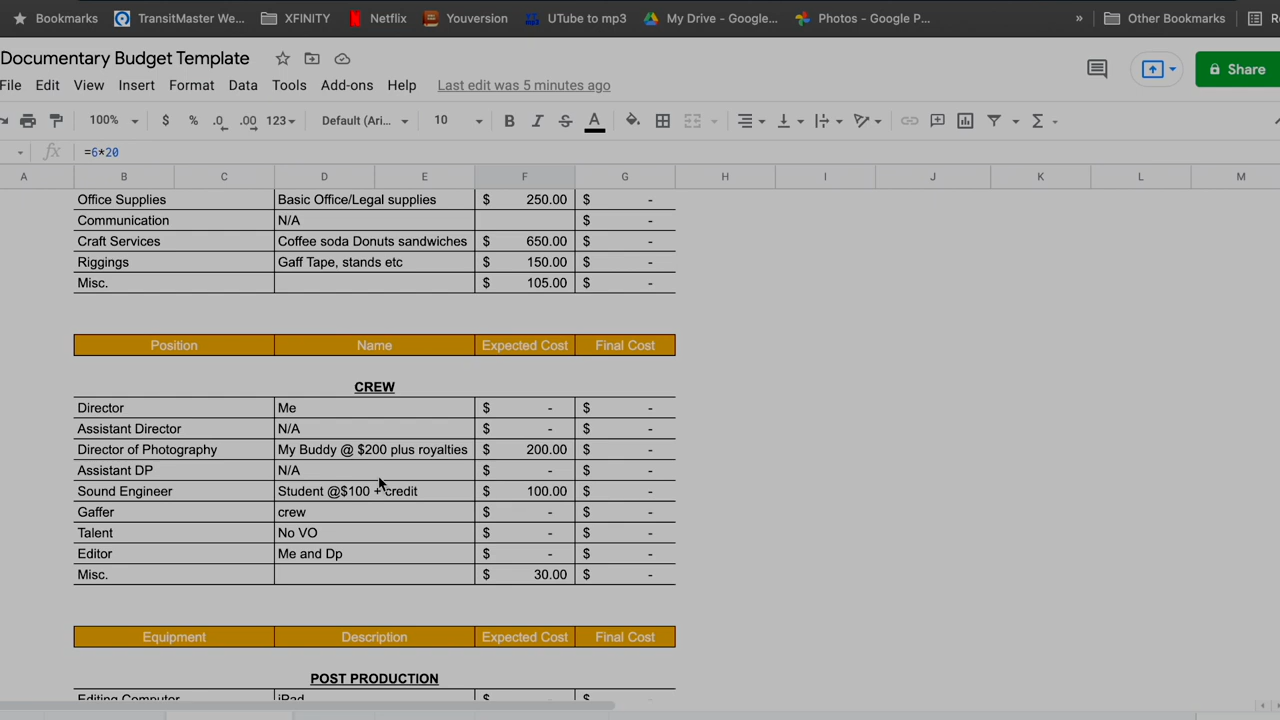 Bookmarks TransitMaster We... XFINITY Netflix Youversion UTube to mp3 My Drive - Google... Photos - Google P... » Other Bookmarks
Documentary Budget Template
File Edit View Insert Format Data Tools Add-ons Help Last edit was 5 minutes ago Share
100% $ % .0 .00 123 Default (Ari... 10 B I S A Σ
fx =6*20
A B C D E F G H I J K L M
Office Supplies Basic Office/Legal supplies $ 250.00 $ -
Communication N/A $ -
Craft Services Coffee soda Donuts sandwiches $ 650.00 $ -
Riggings Gaff Tape, stands etc $ 150.00 $ -
Misc. $ 105.00 $ -
Position Name Expected Cost Final Cost
CREW
Director Me $ - $ -
Assistant Director N/A $ - $ -
Director of Photography My Buddy @ $200 plus royalties $ 200.00 $ -
Assistant DP N/A $ - $ -
Sound Engineer Student @$100 + credit $ 100.00 $ -
Gaffer crew $ - $ -
Talent No VO $ - $ -
Editor Me and Dp $ - $ -
Misc. $ 30.00 $ -
Equipment Description Expected Cost Final Cost
POST PRODUCTION
Editing Computer iPad $ - $ -